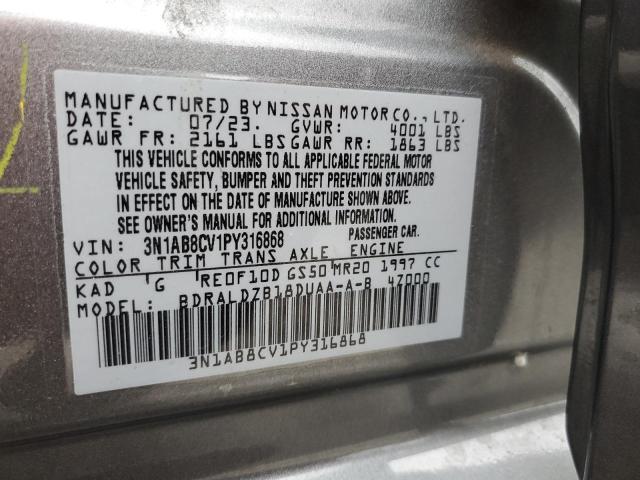 MANUFACTURED BY NISSAN MOTOR CO., LTD.
DATE: 07/23. GVWR: 4001 LBS
GAWR FR: 2161 LBS GAWR RR: 1863 LBS
THIS VEHICLE CONFORMS TO ALL APPLICABLE FEDERAL MOTOR
VEHICLE SAFETY, BUMPER AND THEFT PREVENTION STANDARDS
IN EFFECT ON THE DATE OF MANUFACTURE SHOWN ABOVE.
SEE OWNER'S MANUAL FOR ADDITIONAL INFORMATION.
VIN: 3N1AB8CV1PY316868 PASSENGER CAR.
COLOR TRIM TRANS AXLE ENGINE
KAD G RE0F10D GS50 MR20 1997 CC
MODEL: BDRALDZB18DUAA-A-B 4Z000
3N1AB8CV1PY316868